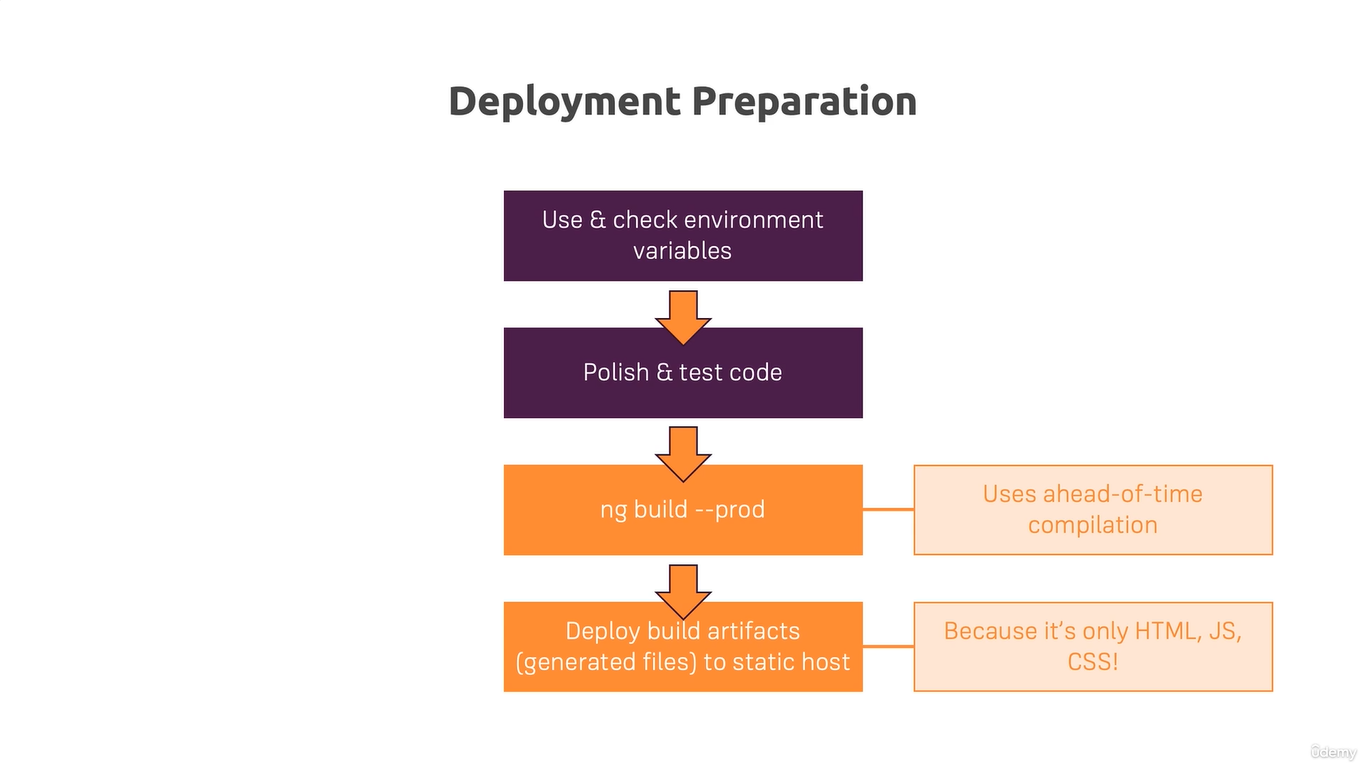 Deployment Preparation
Use & check environment
variables
Polish & test code
ng build --prod
Uses ahead-of-time
compilation
Deploy build artifacts
(generated files) to static host
Because it’s only HTML, JS,
CSS!
ûdemy